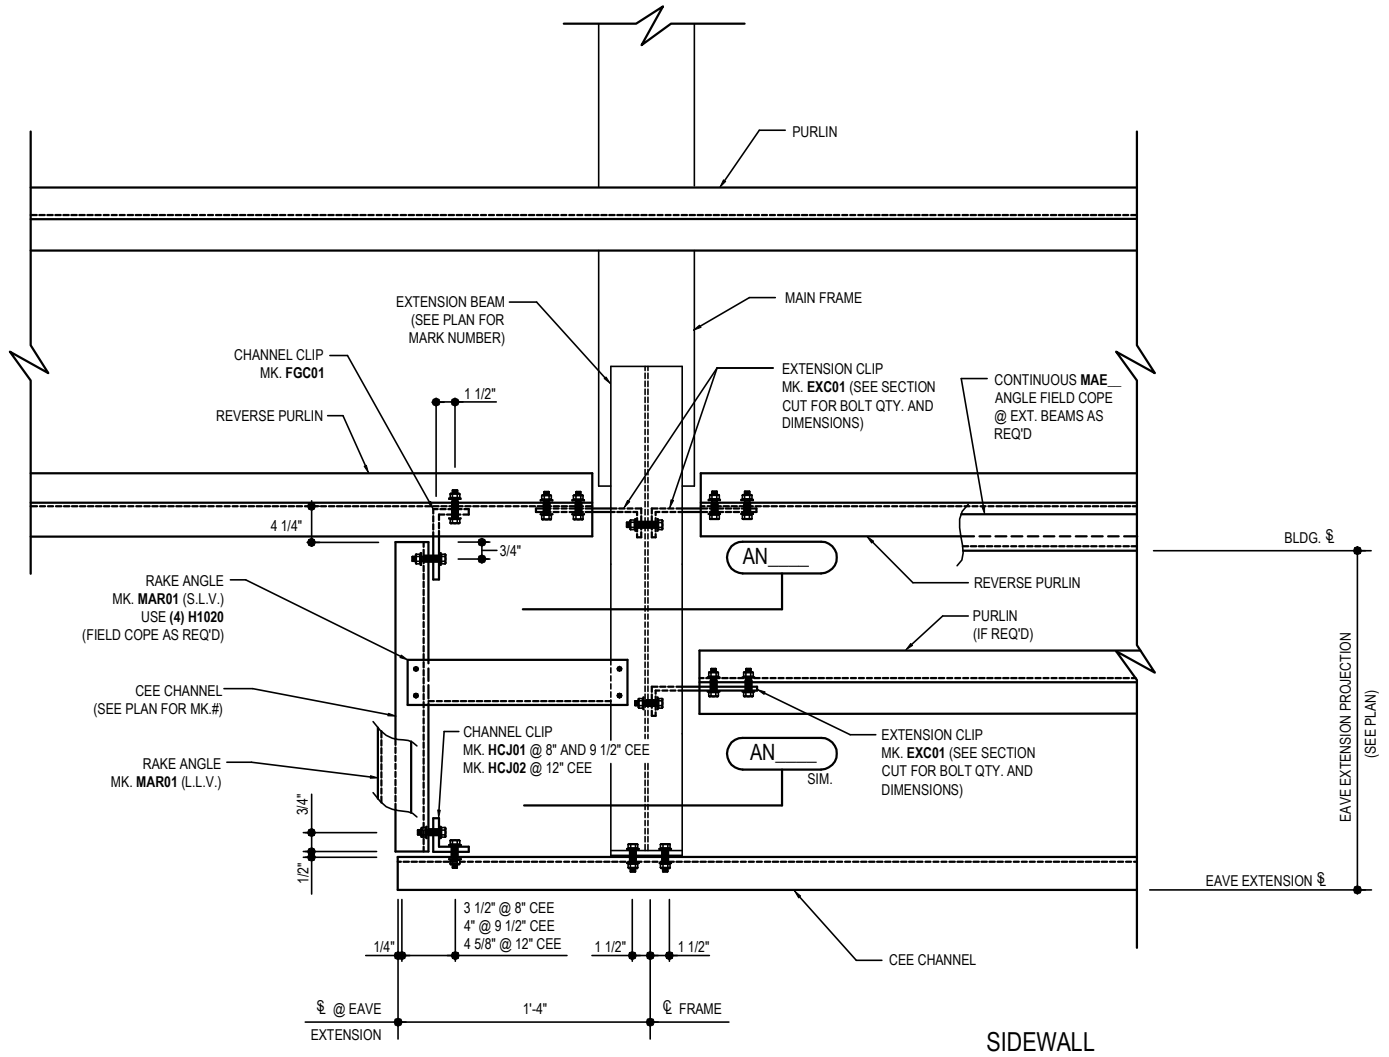 PURLIN
EXTENSION BEAM
(SEE PLAN FOR
MARK NUMBER)
MAIN FRAME
CHANNEL CLIP
MK. FGC01
EXTENSION CLIP
MK. EXC01 (SEE SECTION
CUT FOR BOLT QTY. AND
DIMENSIONS)
CONTINUOUS MAE__
ANGLE FIELD COPE
@ EXT. BEAMS AS
REQ'D
1 1/2"
REVERSE PURLIN
4 1/4"
3/4"
AN____
BLDG. S͟L
REVERSE PURLIN
RAKE ANGLE
MK. MAR01 (S.L.V.)
USE (4) H1020
(FIELD COPE AS REQ'D)
PURLIN
(IF REQ'D)
EAVE EXTENSION PROJECTION
(SEE PLAN)
CEE CHANNEL
(SEE PLAN FOR MK.#)
CHANNEL CLIP
MK. HCJ01 @ 8" AND 9 1/2" CEE
MK. HCJ02 @ 12" CEE
EXTENSION CLIP
MK. EXC01 (SEE SECTION
CUT FOR BOLT QTY. AND
DIMENSIONS)
AN____
SIM.
RAKE ANGLE
MK. MAR01 (L.L.V.)
3/4"
1/2"
EAVE EXTENSION S͟L
3 1/2" @ 8" CEE
4" @ 9 1/2" CEE
4 5/8" @ 12" CEE
1/4"
1 1/2"
1 1/2"
CEE CHANNEL
S͟L @ EAVE
EXTENSION
1'-4"
℄ FRAME
SIDEWALL